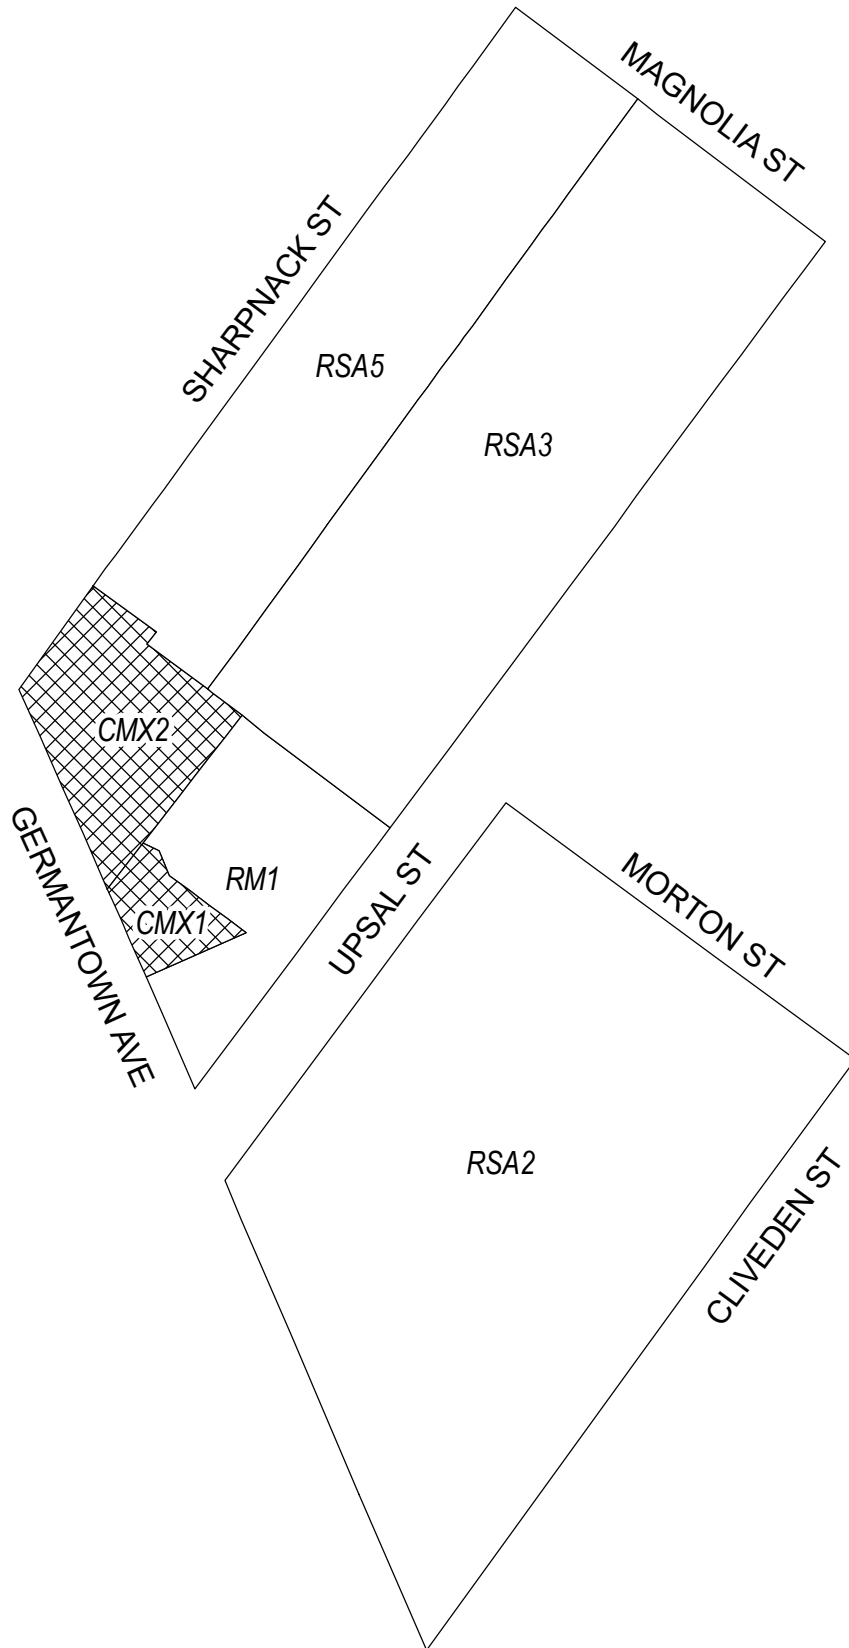 MAGNOLIA ST
SHARPNACK ST
RSA5
RSA3
CMX2
GERMANTOWN AVE
RM1
CMX1
UPSAL ST
MORTON ST
RSA2
CLIVEDEN ST